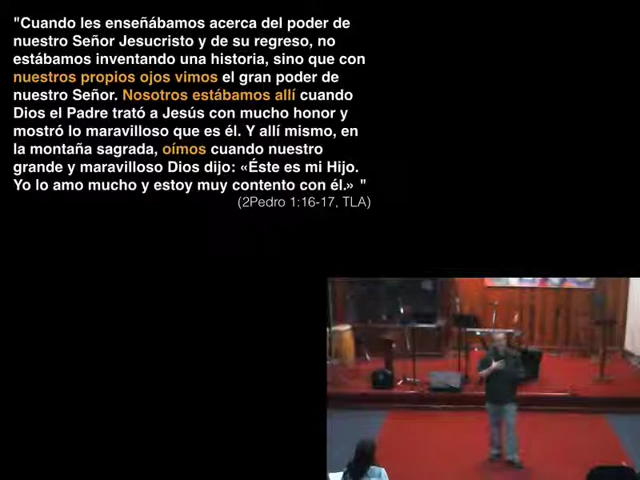 "Cuando les enseñábamos acerca del poder de
nuestro Señor Jesucristo y de su regreso, no
estábamos inventando una historia, sino que con
nuestros propios ojos vimos el gran poder de
nuestro Señor. Nosotros estábamos allí cuando
Dios el Padre trató a Jesús con mucho honor y
mostró lo maravilloso que es él. Y allí mismo, en
la montaña sagrada, oímos cuando nuestro
grande y maravilloso Dios dijo: «Éste es mi Hijo.
Yo lo amo mucho y estoy muy contento con él.» "
(2Pedro 1:16-17, TLA)